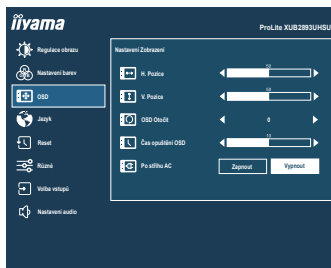 iiyama
ProLite XUB2893UHSU
Regulace obrazu
Nastavení barev
OSD
Jazyk
Reset
Různé
Volba vstupů
Nastavení audio
Nastavení Zobrazení
H. Pozice 50
V. Pozice 50
OSD Otočit 0
Čas opuštění OSD 10
Po střihu AC Zapnout Vypnout